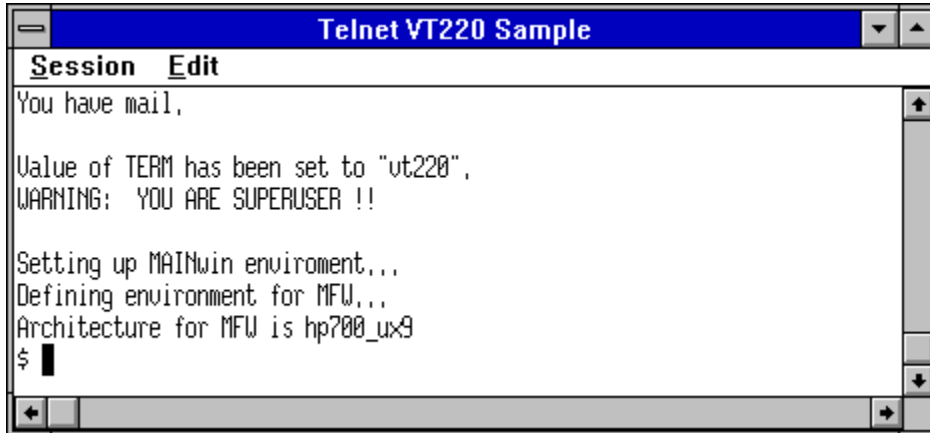 Telnet VT220 Sample
Session Edit
You have mail.

Value of TERM has been set to "vt220".
WARNING:  YOU ARE SUPERUSER !!

Setting up MAINwin enviroment...
Defining environment for MFW...
Architecture for MFW is hp700_ux9
$